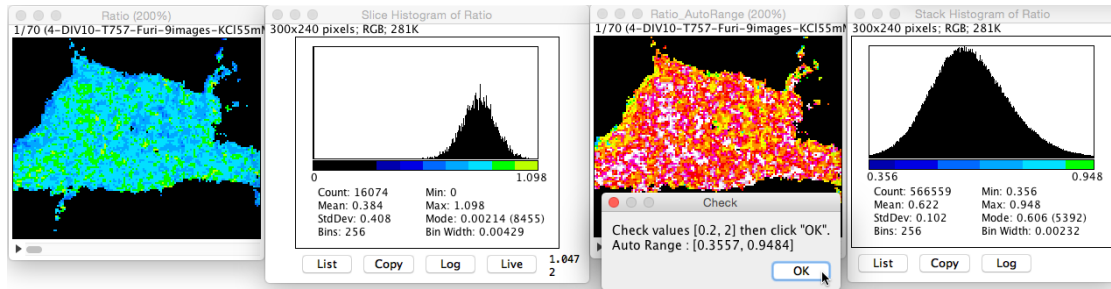 Ratio (200%)
1/70 (4-DIV10-T757-Furi-9images-KCl55mM
Slice Histogram of Ratio
300x240 pixels; RGB; 281K
0 1.098
Count: 16074 Min: 0
Mean: 0.384 Max: 1.098
StdDev: 0.408 Mode: 0.00214 (8455)
Bins: 256 Bin Width: 0.00429
List Copy Log Live 1.047
2
Ratio_AutoRange (200%)
1/70 (4-DIV10-T757-Furi-9images-KCl55mM
Check
Check values [0.2, 2] then click "OK".
Auto Range : [0.3557, 0.9484]
OK
Stack Histogram of Ratio
300x240 pixels; RGB; 281K
0.356 0.948
Count: 566559 Min: 0.356
Mean: 0.622 Max: 0.948
StdDev: 0.102 Mode: 0.606 (5392)
Bins: 256 Bin Width: 0.00232
List Copy Log